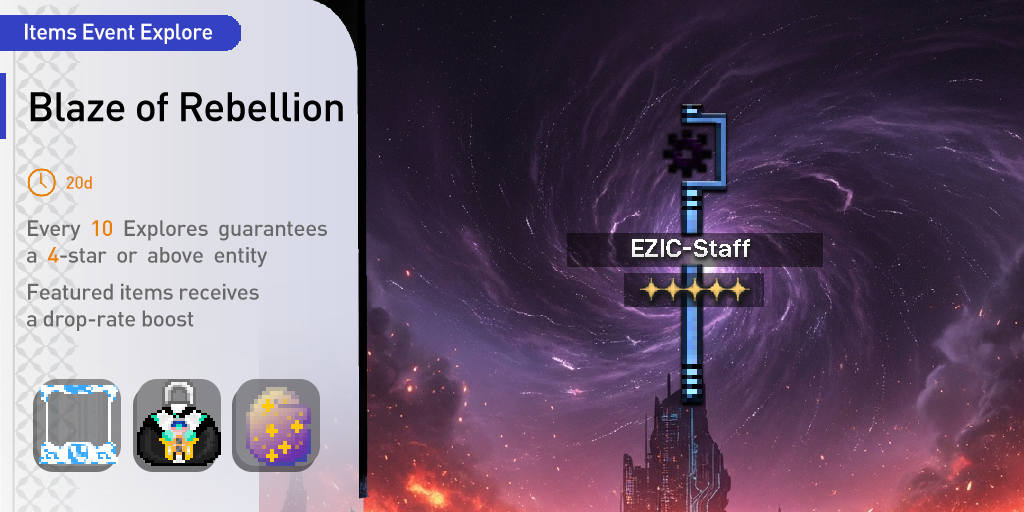 Items Event Explore
Blaze of Rebellion
20d
Every 10 Explores guarantees
a 4-star or above entity
Featured items receives
a drop-rate boost
EZIC-Staff